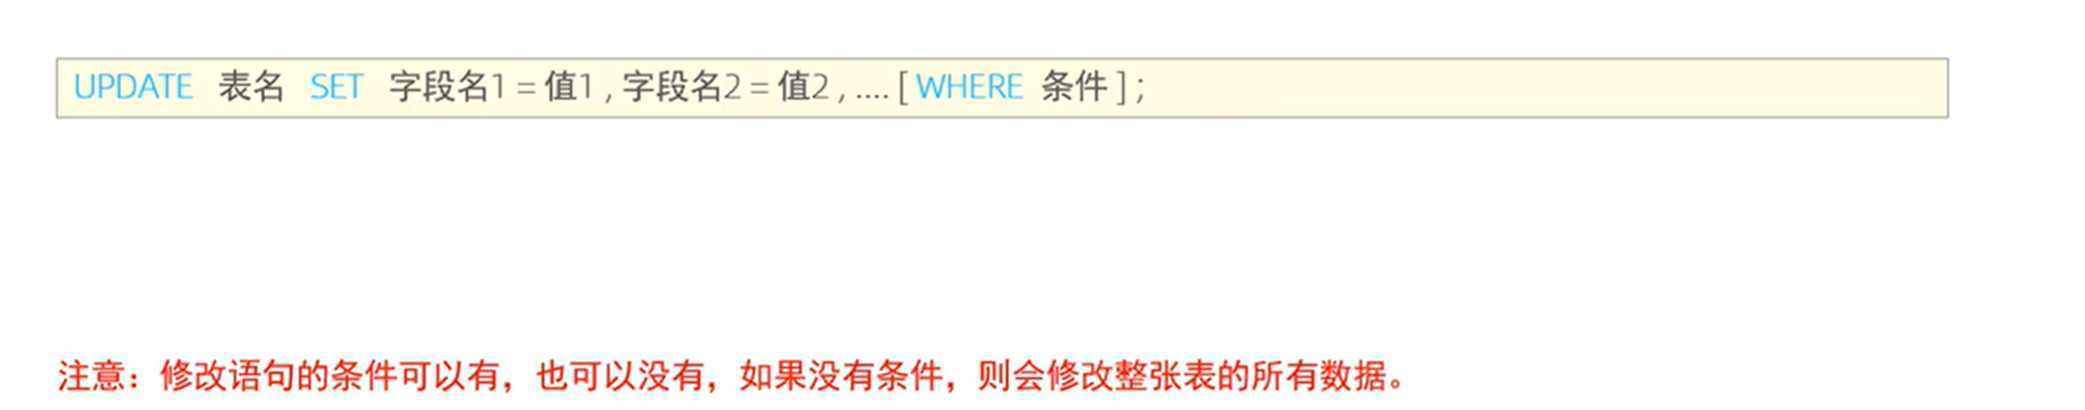 UPDATE 表名 SET 字段名1 = 值1 , 字段名2 = 值2 , .... [ WHERE 条件 ] ;
注意：修改语句的条件可以有，也可以没有，如果没有条件，则会修改整张表的所有数据。